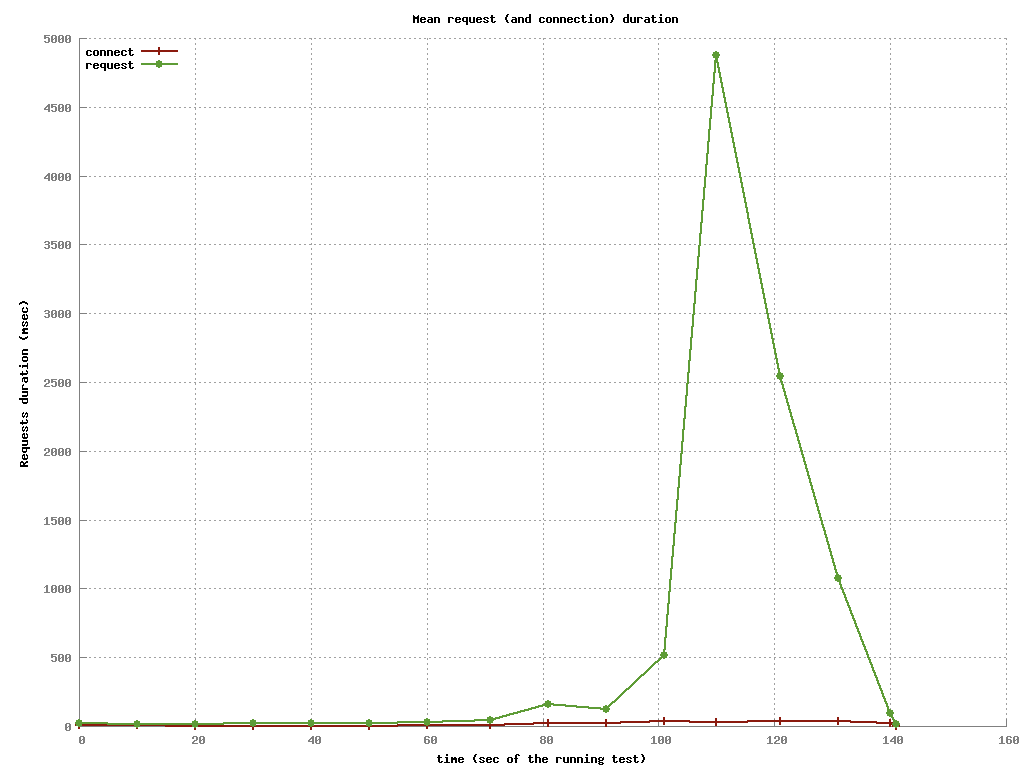 Mean request (and connection) duration
connect
request
5000
4500
4000
3500
3000
2500
2000
1500
1000
500
0
Requests duration (msec)
0 20 40 60 80 100 120 140 160
time (sec of the running test)